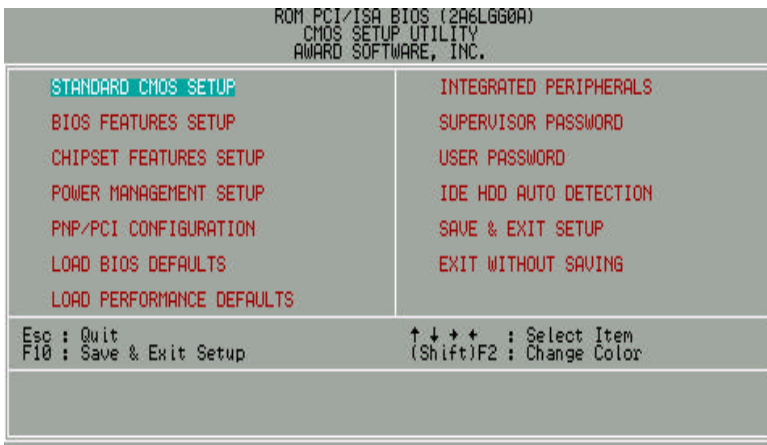 ROM PCI/ISA BIOS (2A6LGG0A)
CMOS SETUP UTILITY
AWARD SOFTWARE, INC.
STANDARD CMOS SETUP
BIOS FEATURES SETUP
CHIPSET FEATURES SETUP
POWER MANAGEMENT SETUP
PNP/PCI CONFIGURATION
LOAD BIOS DEFAULTS
LOAD PERFORMANCE DEFAULTS
INTEGRATED PERIPHERALS
SUPERVISOR PASSWORD
USER PASSWORD
IDE HDD AUTO DETECTION
SAVE & EXIT SETUP
EXIT WITHOUT SAVING
Esc : Quit
F10 : Save & Exit Setup
↑ ↓ → ← : Select Item
(Shift)F2 : Change Color